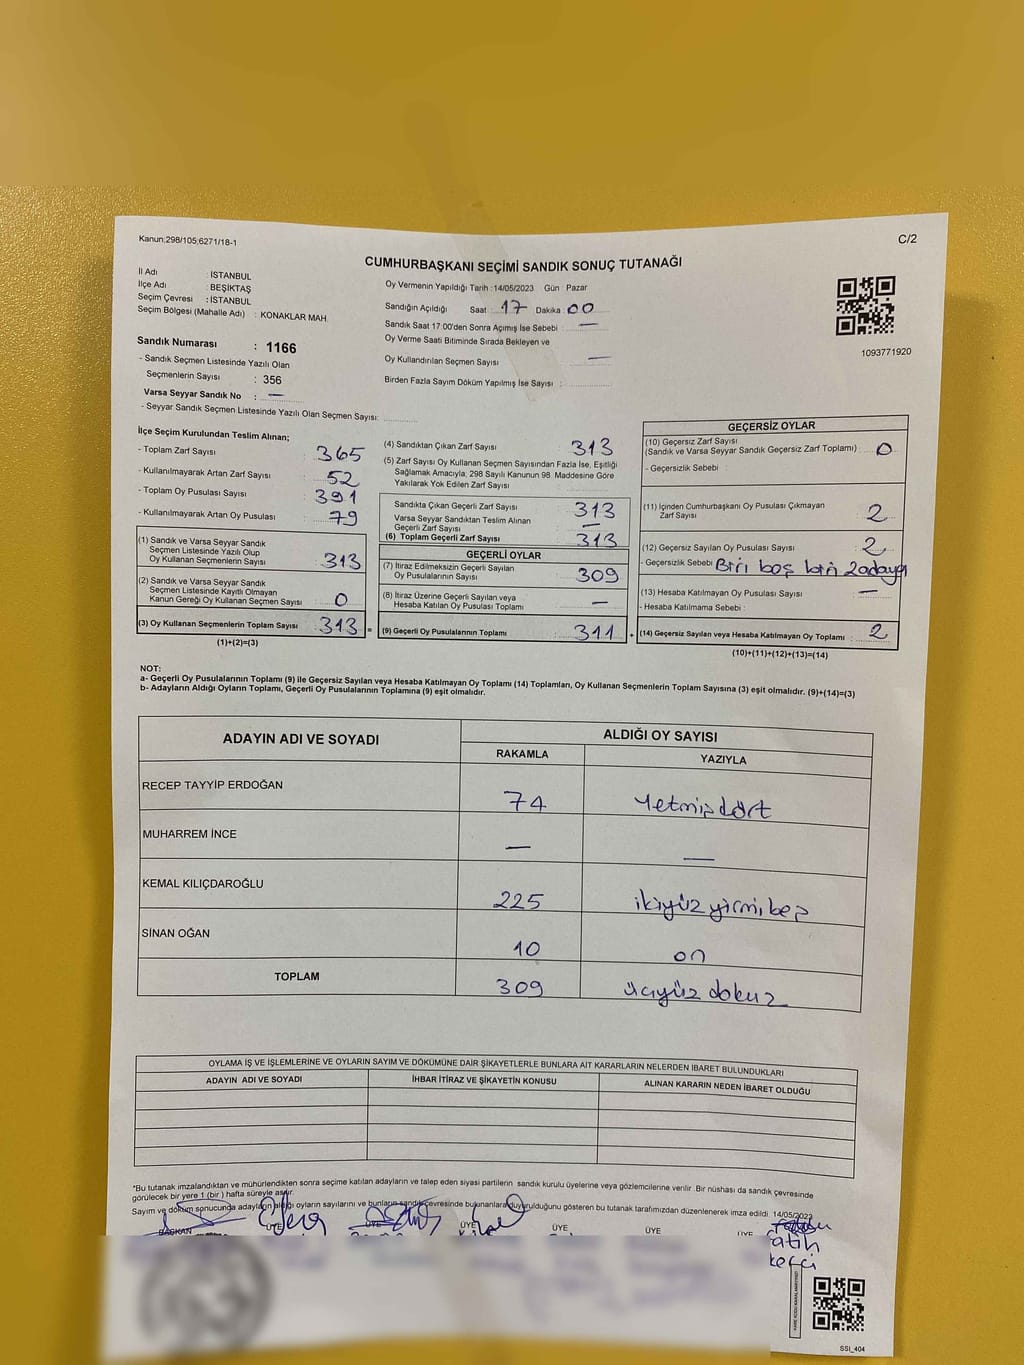 Kanun:298/105;6271/18-1
C/2
CUMHURBAŞKANI SEÇİMİ SANDIK SONUÇ TUTANAĞI
İl Adı : İSTANBUL
İlçe Adı : BEŞİKTAŞ
Seçim Çevresi : İSTANBUL
Seçim Bölgesi (Mahalle Adı) : KONAKLAR MAH.
Oy Vermenin Yapıldığı Tarih : 14/05/2023 Gün : Pazar
Sandığın Açıldığı Saat 17 Dakika : 00
Sandık Saat 17:00'den Sonra Açımış İse Sebebi : —
Oy Verme Saati Bitiminde Sırada Bekleyen ve
Oy Kullandırılan Seçmen Sayısı —
Birden Fazla Sayım Döküm Yapılmış İse Sayısı :
1093771920
Sandık Numarası : 1166
- Sandık Seçmen Listesinde Yazılı Olan
Seçmenlerin Sayısı : 356
Varsa Seyyar Sandık No : —
- Seyyar Sandık Seçmen Listesinde Yazılı Olan Seçmen Sayısı:
İlçe Seçim Kurulundan Teslim Alınan;
- Toplam Zarf Sayısı 365
- Kullanılmayarak Artan Zarf Sayısı 52
- Toplam Oy Pusulası Sayısı 391
- Kullanılmayarak Artan Oy Pusulası 79
(1) Sandık ve Varsa Seyyar Sandık
Seçmen Listesinde Yazılı Olup
Oy Kullanan Seçmenlerin Sayısı : 313
(2) Sandık ve Varsa Seyyar Sandık
Seçmen Listesinde Kayıtlı Olmayan
Kanun Gereği Oy Kullanan Seçmen Sayısı : 0
(3) Oy Kullanan Seçmenlerin Toplam Sayısı : 313 =
(1)+(2)=(3)
(4) Sandıktan Çıkan Zarf Sayısı 313
(5) Zarf Sayısı Oy Kullanan Seçmen Sayısından Fazla İse, Eşitliği
Sağlamak Amacıyla; 298 Sayılı Kanunun 98. Maddesine Göre
Yakılarak Yok Edilen Zarf Sayısı
Sandıkta Çıkan Geçerli Zarf Sayısı 313
Varsa Seyyar Sandıktan Teslim Alınan
Geçerli Zarf Sayısı —
(6) Toplam Geçerli Zarf Sayısı : 313
GEÇERLİ OYLAR
(7) İtiraz Edilmeksizin Geçerli Sayılan
Oy Pusulalarının Sayısı : 309
(8) İtiraz Üzerine Geçerli Sayılan veya
Hesaba Katılan Oy Pusulası Toplamı : —
(9) Geçerli Oy Pusulalarının Toplamı : 311 +
GEÇERSİZ OYLAR
(10) Geçersiz Zarf Sayısı
(Sandık ve Varsa Seyyar Sandık Geçersiz Zarf Toplamı) : 0
- Geçersizlik Sebebi :
(11) İçinden Cumhurbaşkanı Oy Pusulası Çıkmayan
Zarf Sayısı : 2
(12) Geçersiz Sayılan Oy Pusulası Sayısı : 2
- Geçersizlik Sebebi : Biri boş biri 2adaya
(13) Hesaba Katılmayan Oy Pusulası Sayısı : —
- Hesaba Katılmama Sebebi :
(14) Geçersiz Sayılan veya Hesaba Katılmayan Oy Toplamı : 2
(10)+(11)+(12)+(13)=(14)
NOT:
a- Geçerli Oy Pusulalarının Toplamı (9) ile Geçersiz Sayılan veya Hesaba Katılmayan Oy Toplamı (14) Toplamları, Oy Kullanan Seçmenlerin Toplam Sayısına (3) eşit olmalıdır. (9)+(14)=(3)
b- Adayların Aldığı Oyların Toplamı, Geçerli Oy Pusulalarının Toplamına (9) eşit olmalıdır.
ADAYIN ADI VE SOYADI ALDIĞI OY SAYISI
RAKAMLA YAZIYLA
RECEP TAYYİP ERDOĞAN 74 Yetmiş dört
MUHARREM İNCE — —
KEMAL KILIÇDAROĞLU 225 ikiyüz yirmi beş
SİNAN OĞAN 10 on
TOPLAM 309 üçyüz dokuz
OYLAMA İŞ VE İŞLEMLERİNE VE OYLARIN SAYIM VE DÖKÜMÜNE DAİR ŞİKAYETLERLE BUNLARA AİT KARARLARIN NELERDEN İBARET BULUNDUKLARI
ADAYIN ADI VE SOYADI İHBAR İTİRAZ VE ŞİKAYETİN KONUSU ALINAN KARARIN NEDEN İBARET OLDUĞU
*Bu tutanak imzalandıktan ve mühürlendikten sonra seçime katılan adayların ve talep eden siyasi partilerin sandık kurulu üyelerine veya gözlemcilerine verilir. Bir nüshası da sandık çevresinde
görülecek bir yere 1 (bir ) hafta süreyle asılır.
Sayım ve döküm sonucunda adayların aldığı oyların sayılarını ve bunların sandık çevresinde bulunanlara duyurulduğunu gösteren bu tutanak tarafımızdan düzenlenerek imza edildi. 14/05/2023
BAŞKAN ÜYE ÜYE ÜYE ÜYE ÜYE ÜYE
Fatih
SSI_404